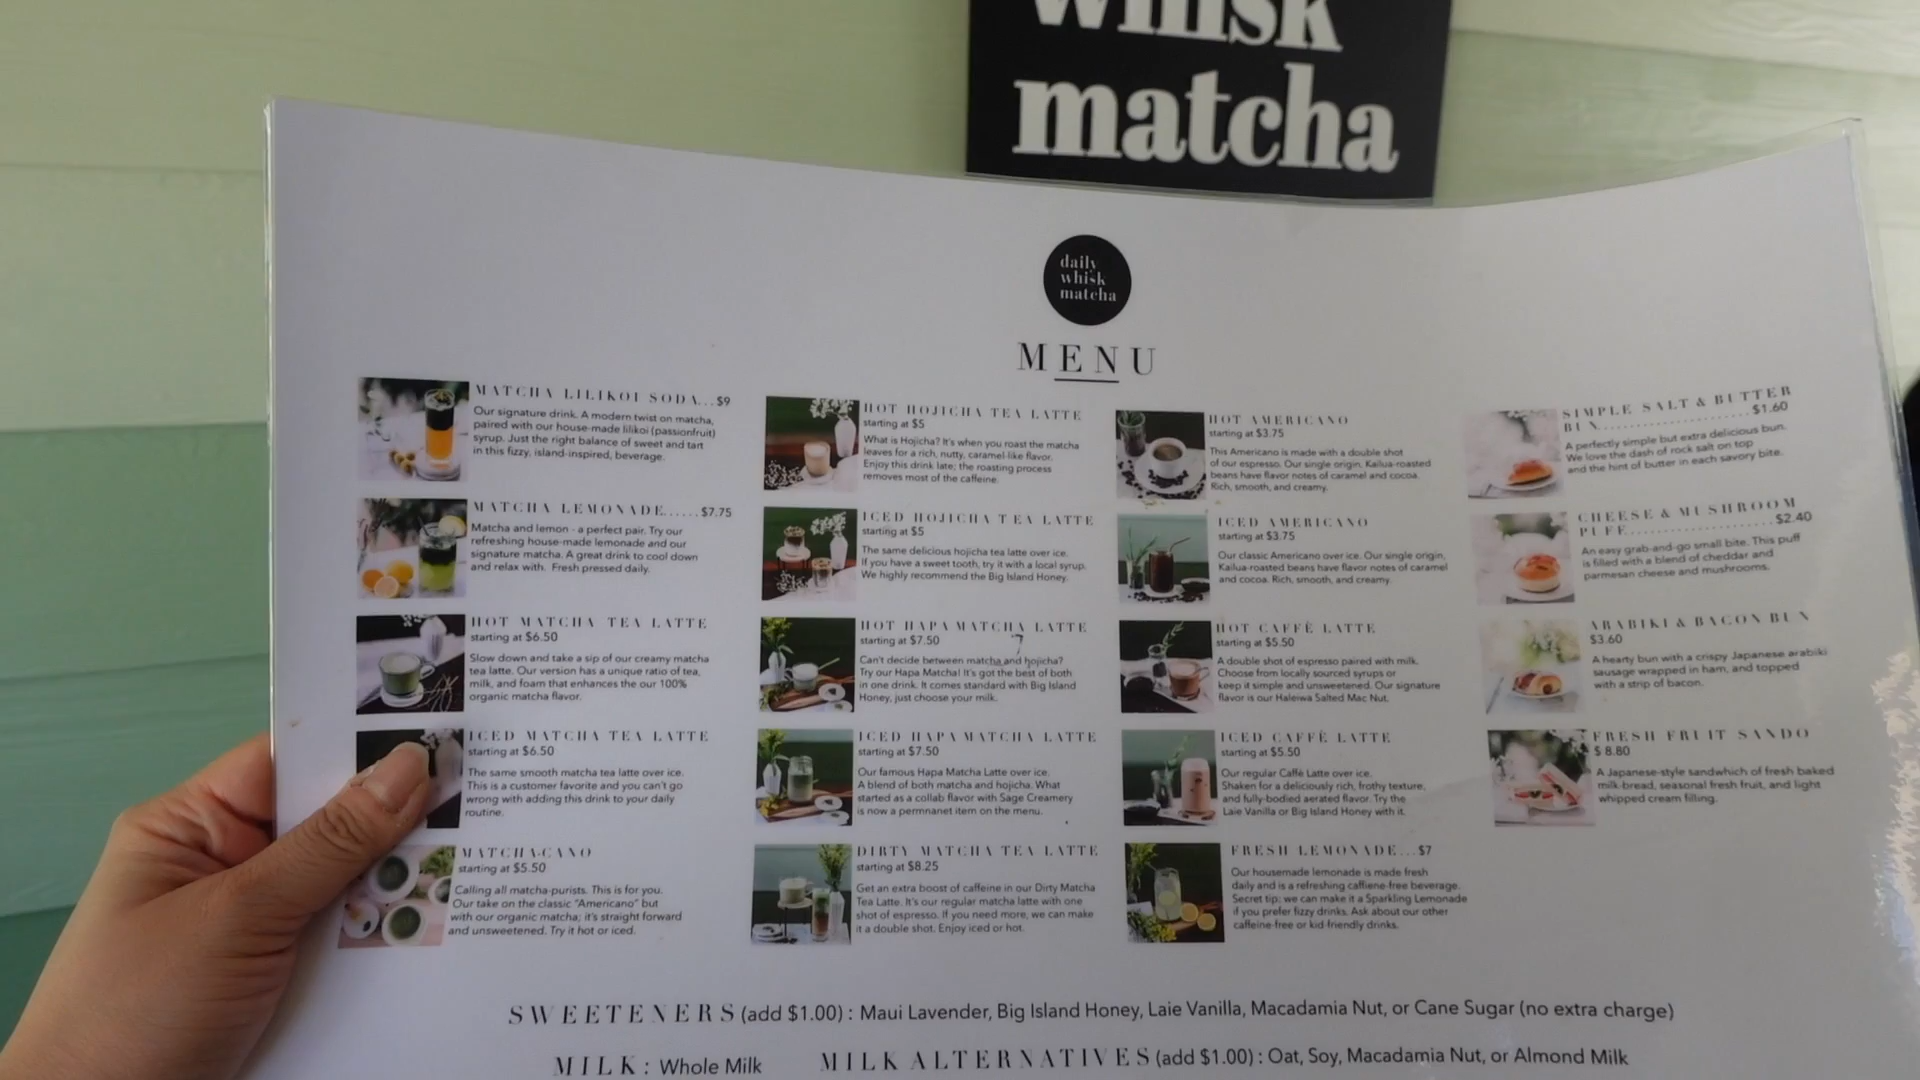 whisk
matcha
daily
whisk
matcha
MENU
MATCHA LILIKOI SODA...$9
Our signature drink. A modern twist on matcha,
paired with our house-made lilikoi (passionfruit)
syrup. Just the right balance of sweet and tart
in this fizzy, island-inspired, beverage.
MATCHA LEMONADE......$7.75
Matcha and lemon - a perfect pair. Try our
refreshing house-made lemonade and our
signature matcha. A great drink to cool down
and relax with. Fresh pressed daily.
HOT MATCHA TEA LATTE
starting at $6.50
Slow down and take a sip of our creamy matcha
tea latte. Our version has a unique ratio of tea,
milk, and foam that enhances the our 100%
organic matcha flavor.
ICED MATCHA TEA LATTE
starting at $6.50
The same smooth matcha tea latte over ice.
This is a customer favorite and you can't go
wrong with adding this drink to your daily
routine.
MATCHA-CANO
starting at $5.50
Calling all matcha-purists. This is for you.
Our take on the classic "Americano" but
with our organic matcha; it's straight forward
and unsweetened. Try it hot or iced.
HOT HOJICHA TEA LATTE
starting at $5
What is Hojicha? It's when you roast the matcha
leaves for a rich, nutty, caramel-like flavor.
Enjoy this drink late; the roasting process
removes most of the caffeine.
ICED HOJICHA TEA LATTE
starting at $5
The same delicious hojicha tea latte over ice.
If you have a sweet tooth, try it with a local syrup.
We highly recommend the Big Island Honey.
HOT HAPA MATCHA LATTE
starting at $7.50
Can't decide between matcha and hojicha?
Try our Hapa Matcha! It's got the best of both
in one drink. It comes standard with Big Island
Honey, just choose your milk.
ICED HAPA MATCHA LATTE
starting at $7.50
Our famous Hapa Matcha Latte over ice.
A blend of both matcha and hojicha. What
started as a collab flavor with Sage Creamery
is now a permnanet item on the menu.
DIRTY MATCHA TEA LATTE
starting at $8.25
Get an extra boost of caffeine in our Dirty Matcha
Tea Latte. It's our regular matcha latte with one
shot of espresso. If you need more, we can make
it a double shot. Enjoy iced or hot.
HOT AMERICANO
starting at $3.75
This Americano is made with a double shot
of our espresso. Our single origin, Kailua-roasted
beans have flavor notes of caramel and cocoa.
Rich, smooth, and creamy.
ICED AMERICANO
starting at $3.75
Our classic Americano over ice. Our single origin,
Kailua-roasted beans have flavor notes of caramel
and cocoa. Rich, smooth, and creamy.
HOT CAFFÈ LATTE
starting at $5.50
A double shot of espresso paired with milk.
Choose from locally sourced syrups or
keep it simple and unsweetened. Our signature
flavor is our Haleiwa Salted Mac Nut.
ICED CAFFÈ LATTE
starting at $5.50
Our regular Caffè Latte over ice.
Shaken for a deliciously rich, frothy texture,
and fully-bodied aerated flavor. Try the
Laie Vanilla or Big Island Honey with it.
FRESH LEMONADE...$7
Our housemade lemonade is made fresh
daily and is a refreshing caffiene-free beverage.
Secret tip: we can make it a Sparkling Lemonade
if you prefer fizzy drinks. Ask about our other
caffeine-free or kid-friendly drinks.
SIMPLE SALT & BUTTER
BUN....................$1.60
A perfectly simple but extra delicious bun.
We love the dash of rock salt on top
and the hint of butter in each savory bite.
CHEESE & MUSHROOM
PUFF....................$2.40
An easy grab-and-go small bite. This puff
is filled with a blend of cheddar and
parmesan cheese and mushrooms.
ARABIKI & BACON BUN
$3.60
A hearty bun with a crispy Japanese arabiki
sausage wrapped in ham, and topped
with a strip of bacon.
FRESH FRUIT SANDO
$ 8.80
A Japanese-style sandwhich of fresh baked
milk-bread, seasonal fresh fruit, and light
whipped cream filling.
SWEETENERS (add $1.00) : Maui Lavender, Big Island Honey, Laie Vanilla, Macadamia Nut, or Cane Sugar (no extra charge)
MILK : Whole Milk MILK ALTERNATIVES (add $1.00) : Oat, Soy, Macadamia Nut, or Almond Milk